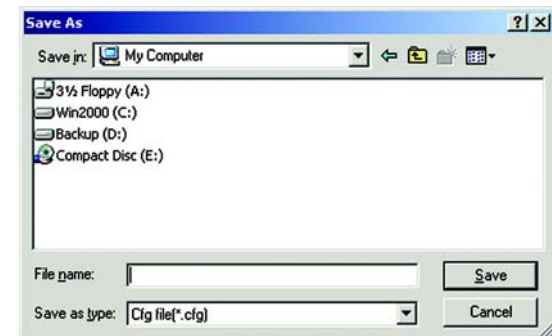 Save As
Save in: My Computer
3½ Floppy (A:)
Win2000 (C:)
Backup (D:)
Compact Disc (E:)
File name: Save
Save as type: Cfg file(*.cfg) Cancel